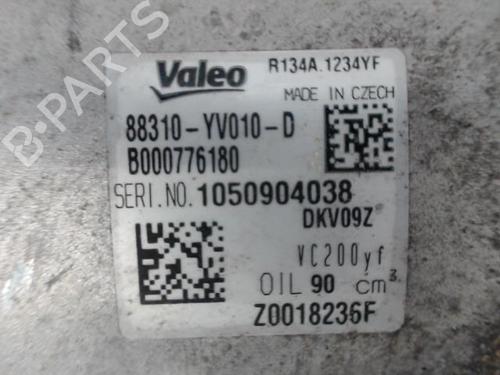 Valeo R134A.1234YF
MADE IN CZECH
88310-YV010-D
B000776180
SERI.NO.1050904038
DKV09Z
VC200yf
OIL 90 cm³
Z0018236F
B-PARTS